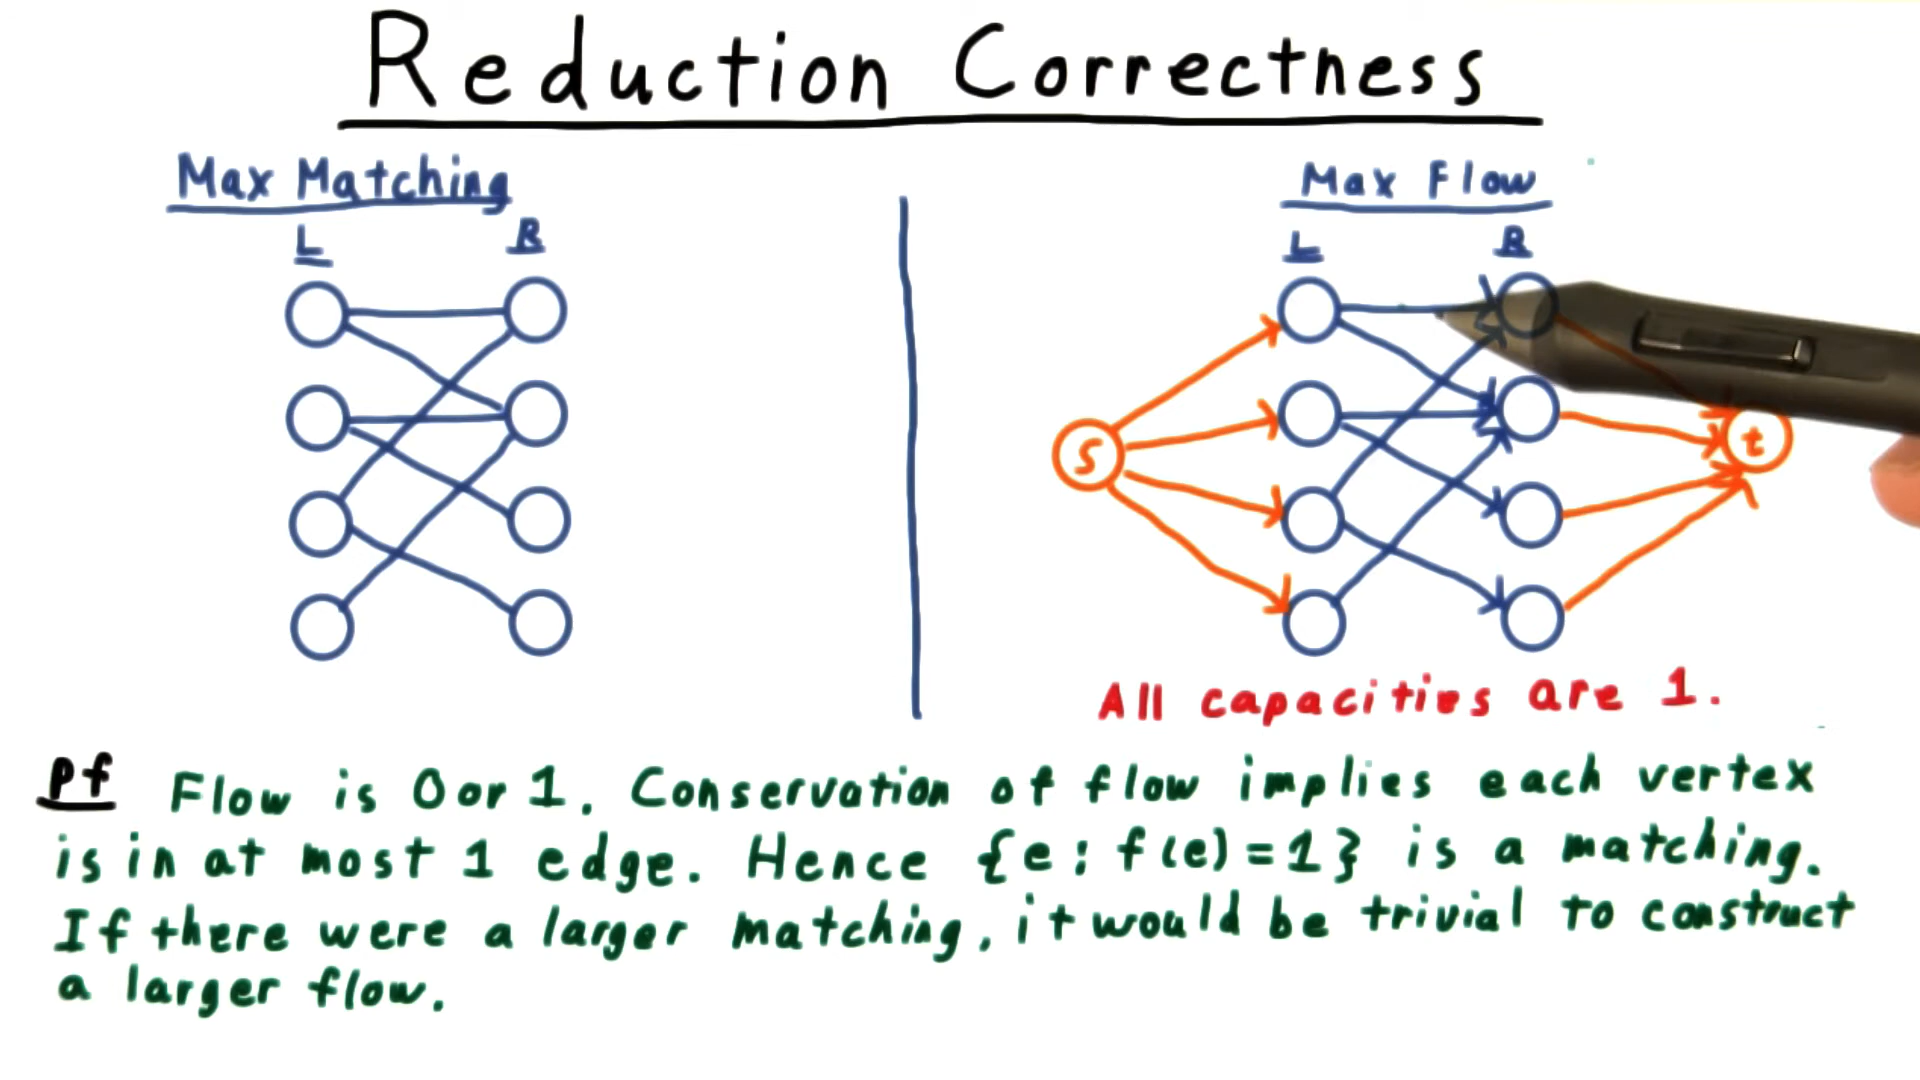 Reduction Correctness
Max Matching
L R
Max Flow
L R
S
t
All capacities are 1.
Pf Flow is 0 or 1. Conservation of flow implies each vertex
is in at most 1 edge. Hence {e: f(e)=1} is a matching.
If there were a larger matching, it would be trivial to construct
a larger flow.